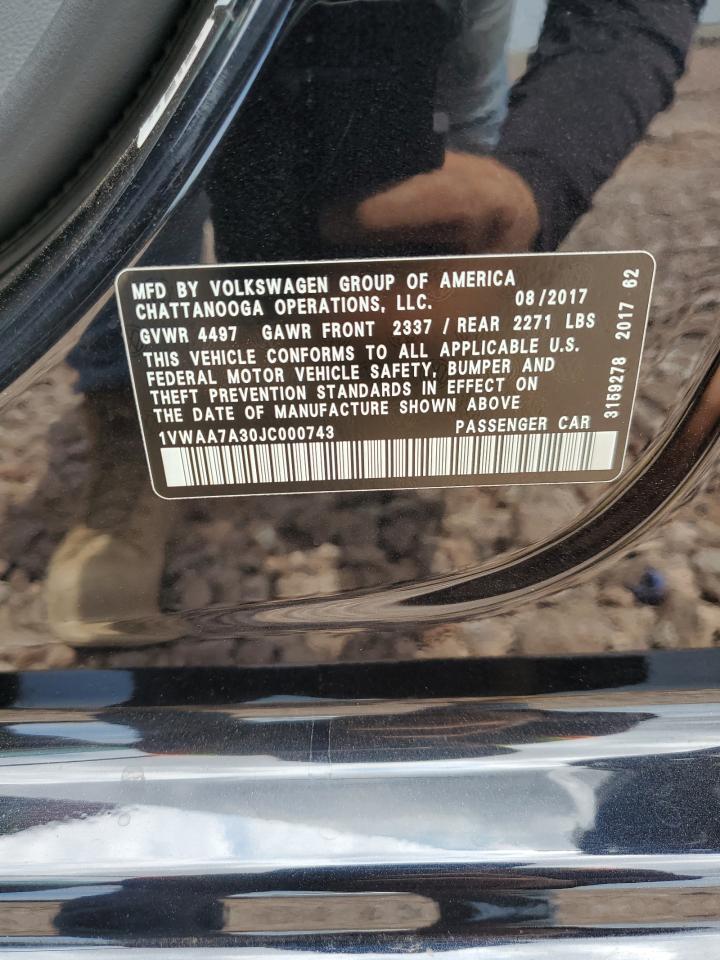 MFD BY VOLKSWAGEN GROUP OF AMERICA
CHATTANOOGA OPERATIONS, LLC. 08/2017
GVWR 4497 GAWR FRONT 2337 / REAR 2271 LBS
THIS VEHICLE CONFORMS TO ALL APPLICABLE U.S.
FEDERAL MOTOR VEHICLE SAFETY, BUMPER AND
THEFT PREVENTION STANDARDS IN EFFECT ON
THE DATE OF MANUFACTURE SHOWN ABOVE
1VWAA7A30JC000743 PASSENGER CAR
3159278 2017 62